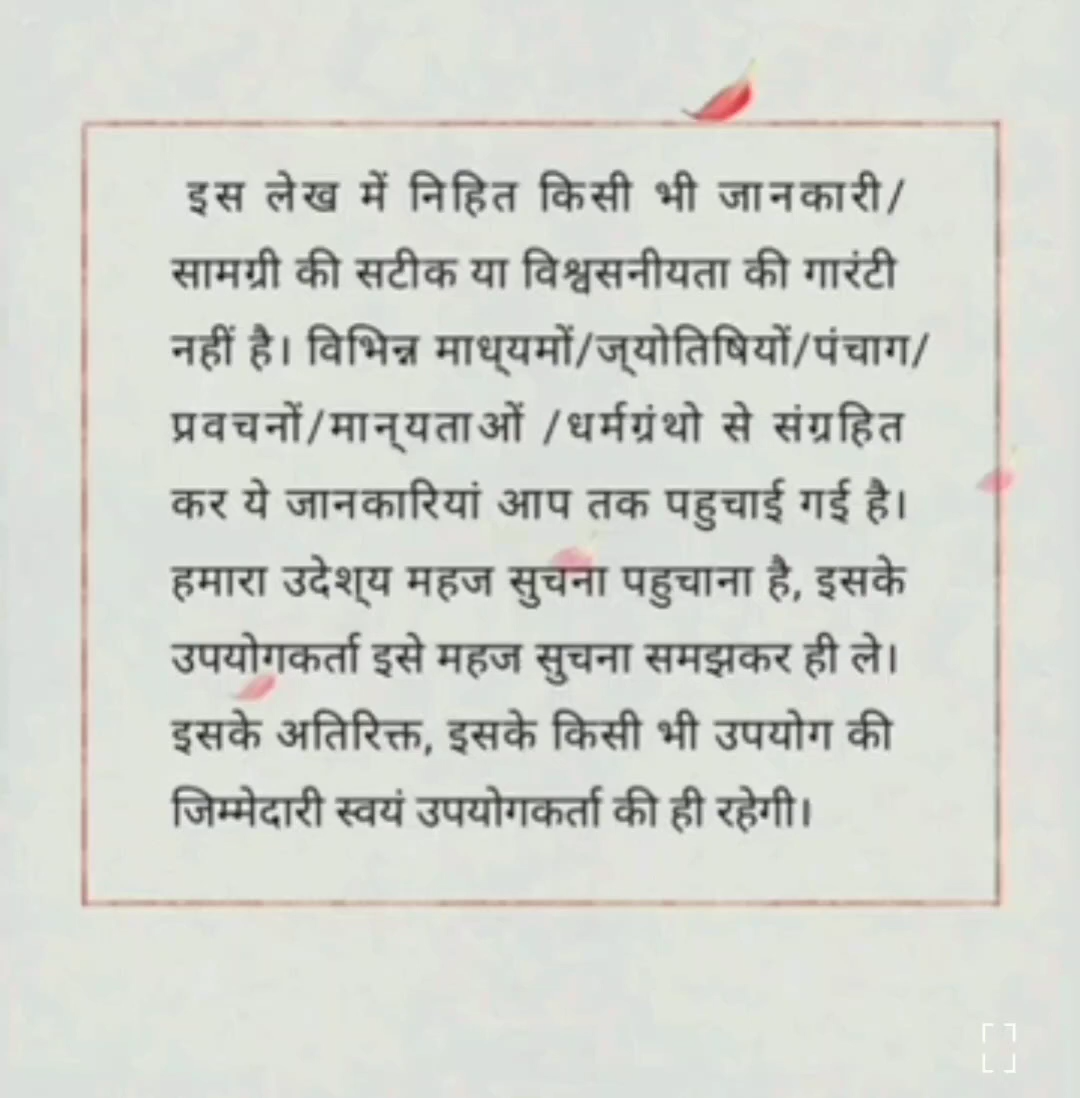 इस लेख में निहित किसी भी जानकारी/
सामग्री की सटीक या विश्वसनीयता की गारंटी
नहीं है। विभिन्न माध्यमों/ज्योतिषियों/पंचाग/
प्रवचनों/मान्यताओं /धर्मग्रंथो से संग्रहित
कर ये जानकारियां आप तक पहुचाई गई है।
हमारा उदेश्य महज सुचना पहुचाना है, इसके
उपयोगकर्ता इसे महज सुचना समझकर ही ले।
इसके अतिरिक्त, इसके किसी भी उपयोग की
जिम्मेदारी स्वयं उपयोगकर्ता की ही रहेगी।